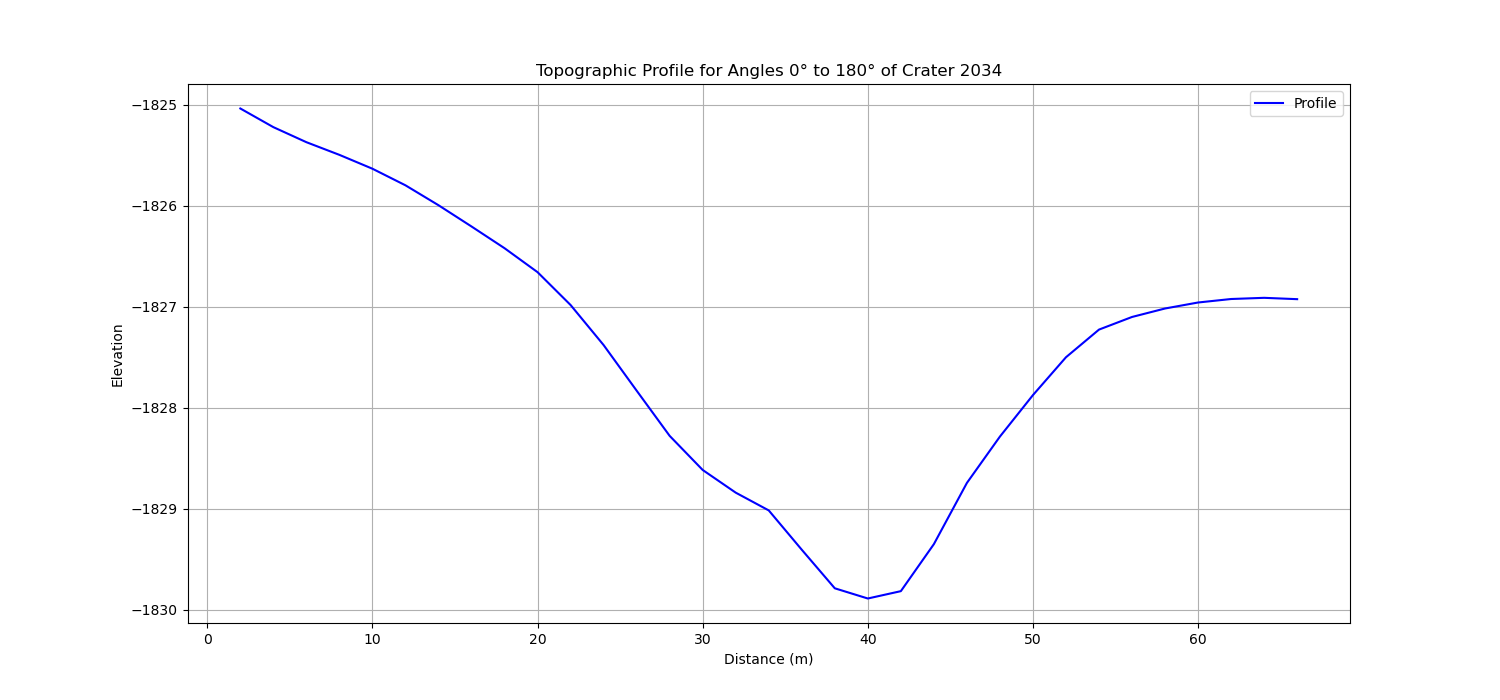 Topographic Profile for Angles 0° to 180° of Crater 2034
Profile
Elevation
−1825
−1826
−1827
−1828
−1829
−1830
0 10 20 30 40 50 60
Distance (m)